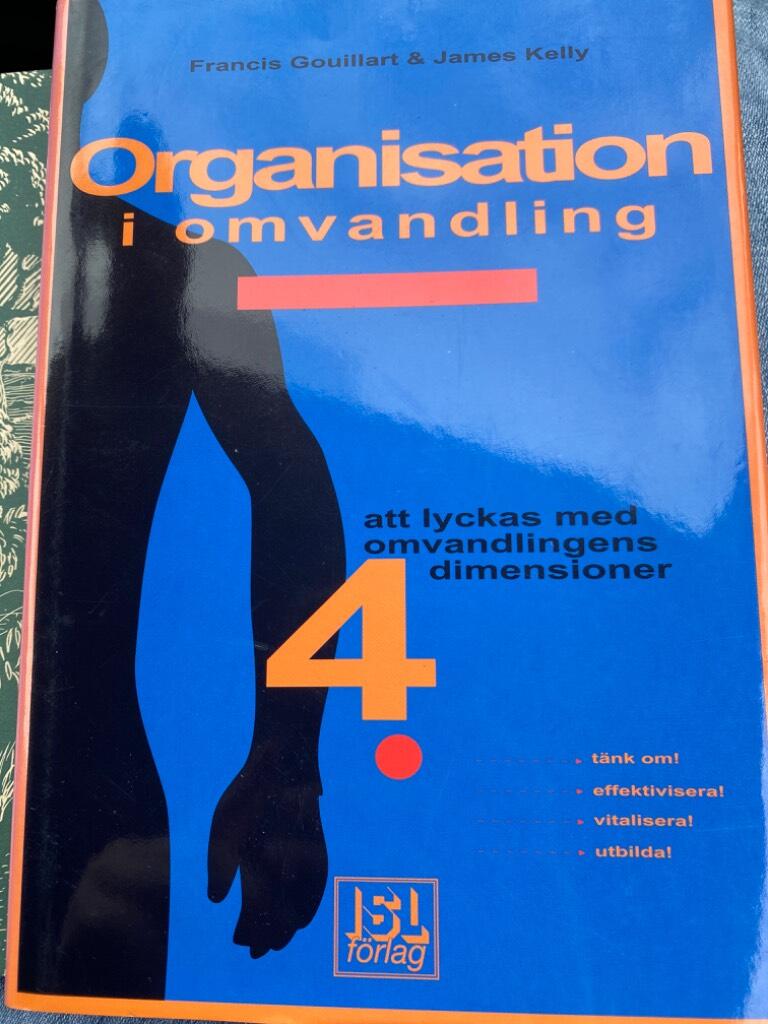 Francis Gouillart & James Kelly
Organisation
i omvandling
att lyckas med
omvandlingens
dimensioner
4
tänk om!
effektivisera!
vitalisera!
utbilda!
ISL
förlag